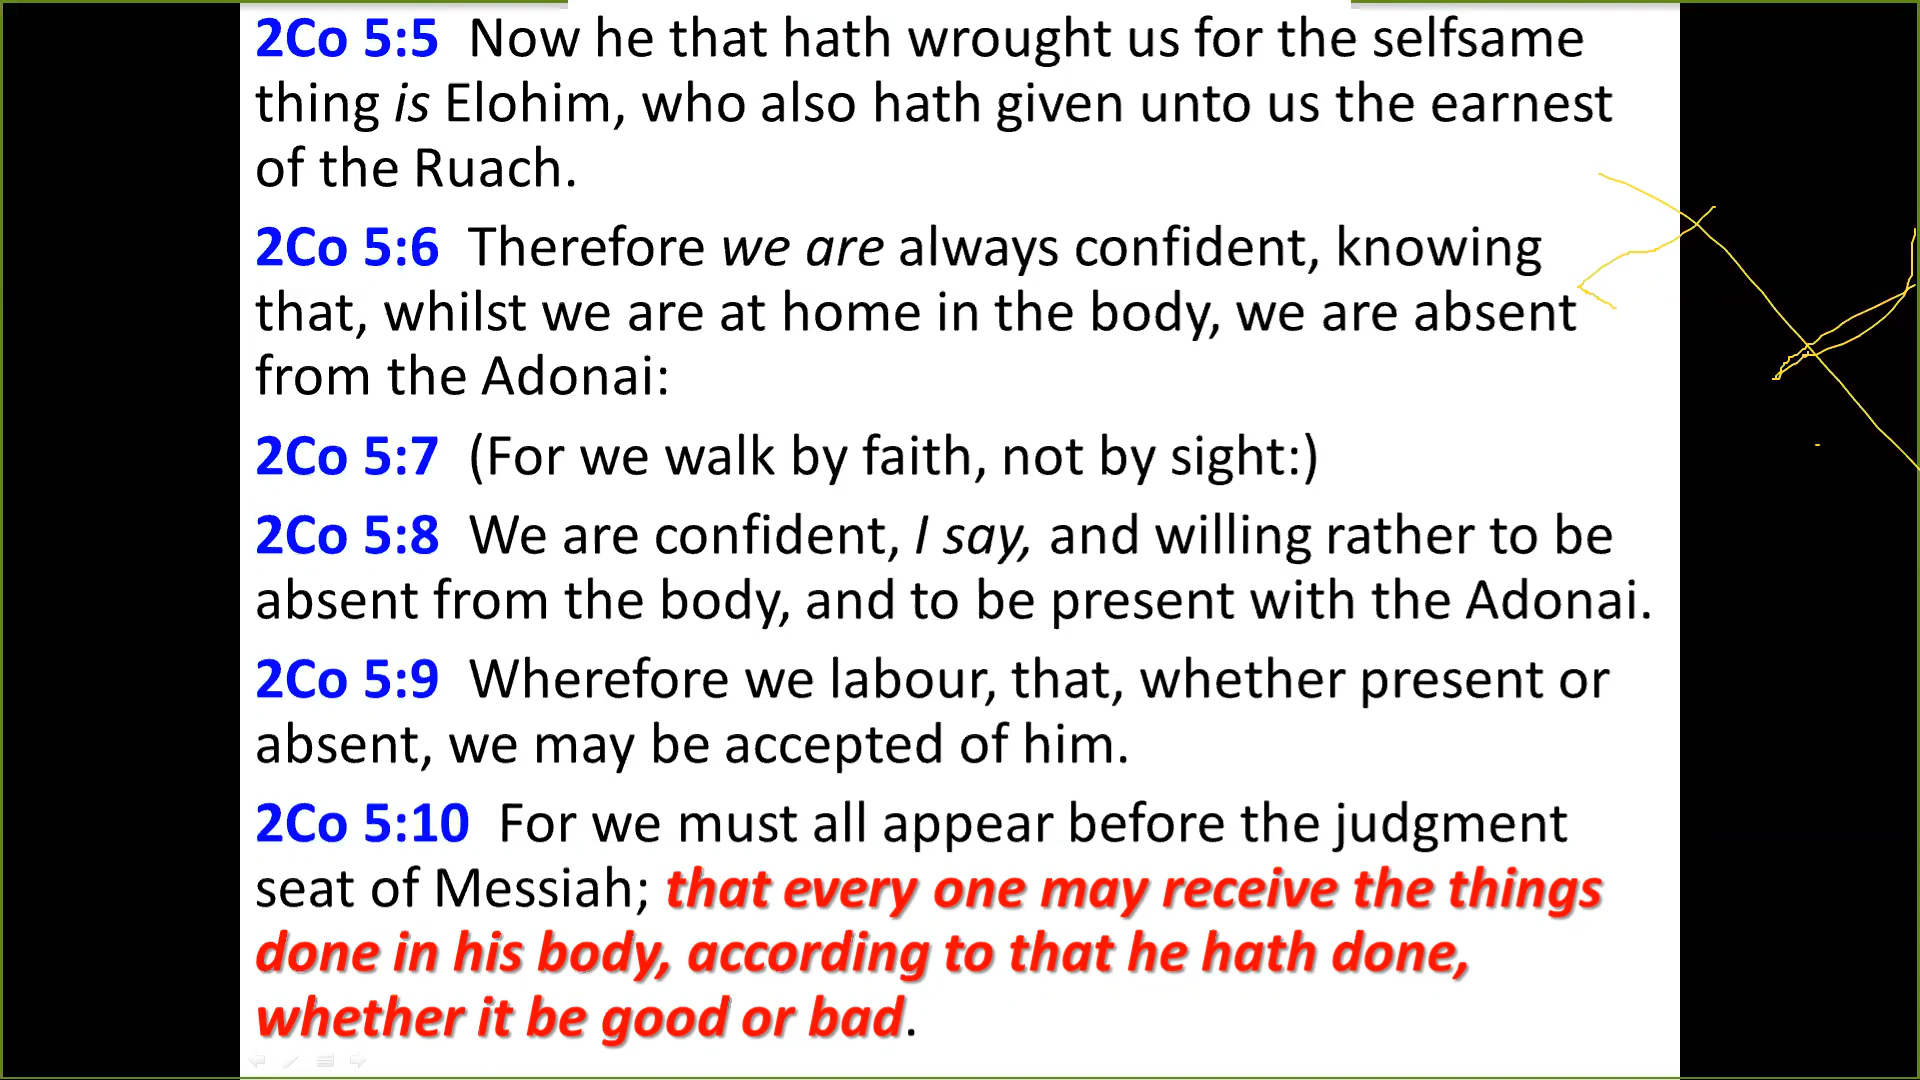 2Co 5:5 Now he that hath wrought us for the selfsame
thing is Elohim, who also hath given unto us the earnest
of the Ruach.
2Co 5:6 Therefore we are always confident, knowing
that, whilst we are at home in the body, we are absent
from the Adonai:
2Co 5:7 (For we walk by faith, not by sight:)
2Co 5:8 We are confident, I say, and willing rather to be
absent from the body, and to be present with the Adonai.
2Co 5:9 Wherefore we labour, that, whether present or
absent, we may be accepted of him.
2Co 5:10 For we must all appear before the judgment
seat of Messiah; that every one may receive the things
done in his body, according to that he hath done,
whether it be good or bad.